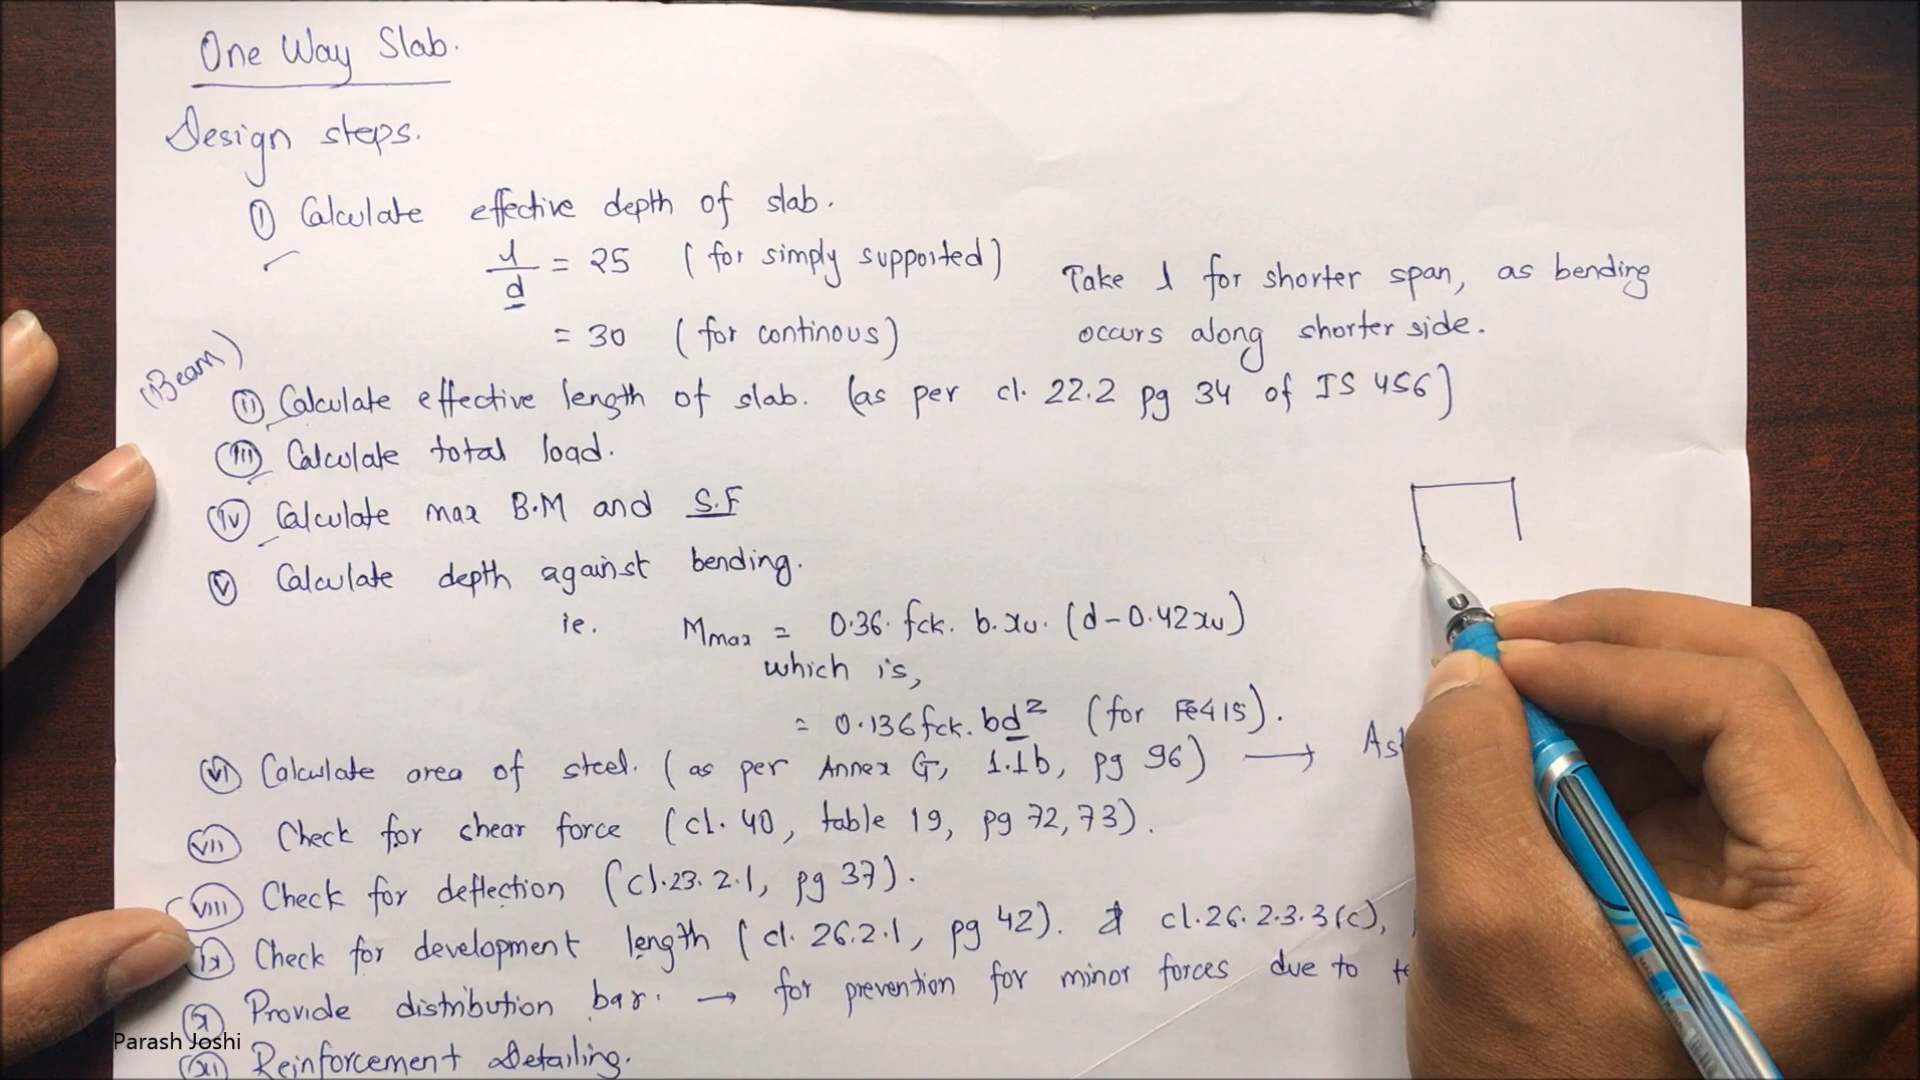 One Way Slab.
Design steps.
(i) Calculate effective depth of slab.
l/d = 25 (for simply supported)
= 30 (for continous)
Take l for shorter span, as bending
occurs along shorter side.
(Beam)
(ii) Calculate effective length of slab. (as per cl. 22.2 pg 34 of IS 456)
(iii) Calculate total load.
(iv) Calculate max B.M and S.F
(v) Calculate depth against bending.
ie. Mmax = 0.36. fck. b. xu. (d - 0.42 xu)
which is,
= 0.136 fck. bd² (for Fe415).
(vi) Calculate area of steel. (as per Annex G, 1.1b, pg 96) → Ast
(vii) Check for shear force (cl. 40, table 19, pg 72, 73).
(viii) Check for deflection (cl. 23. 2.1, pg 37).
(ix) Check for development length (cl. 26.2.1, pg 42). & cl. 26. 2.3.3(c),
(x) Provide distribution bar. → for prevention for minor forces due to
(xi) Reinforcement Detailing.
Parash Joshi